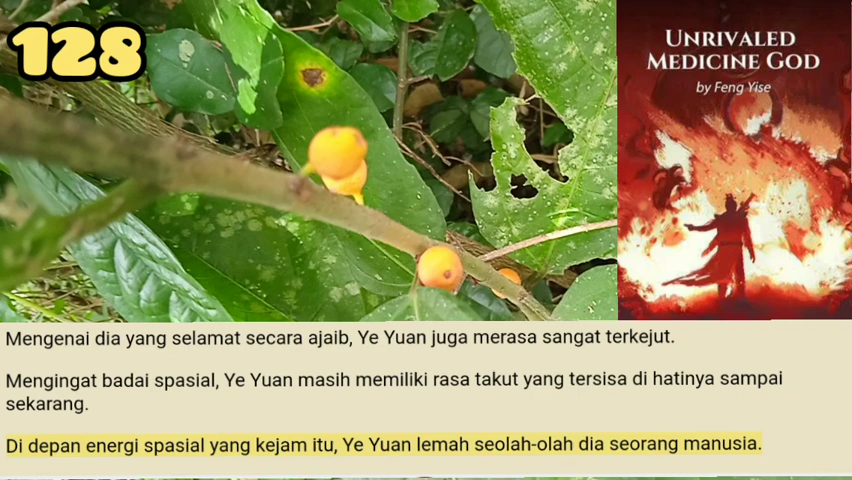 128
UNRIVALED
MEDICINE GOD
by Feng Yise
Mengenai dia yang selamat secara ajaib, Ye Yuan juga merasa sangat terkejut.
Mengingat badai spasial, Ye Yuan masih memiliki rasa takut yang tersisa di hatinya sampai
sekarang.
Di depan energi spasial yang kejam itu, Ye Yuan lemah seolah-olah dia seorang manusia.